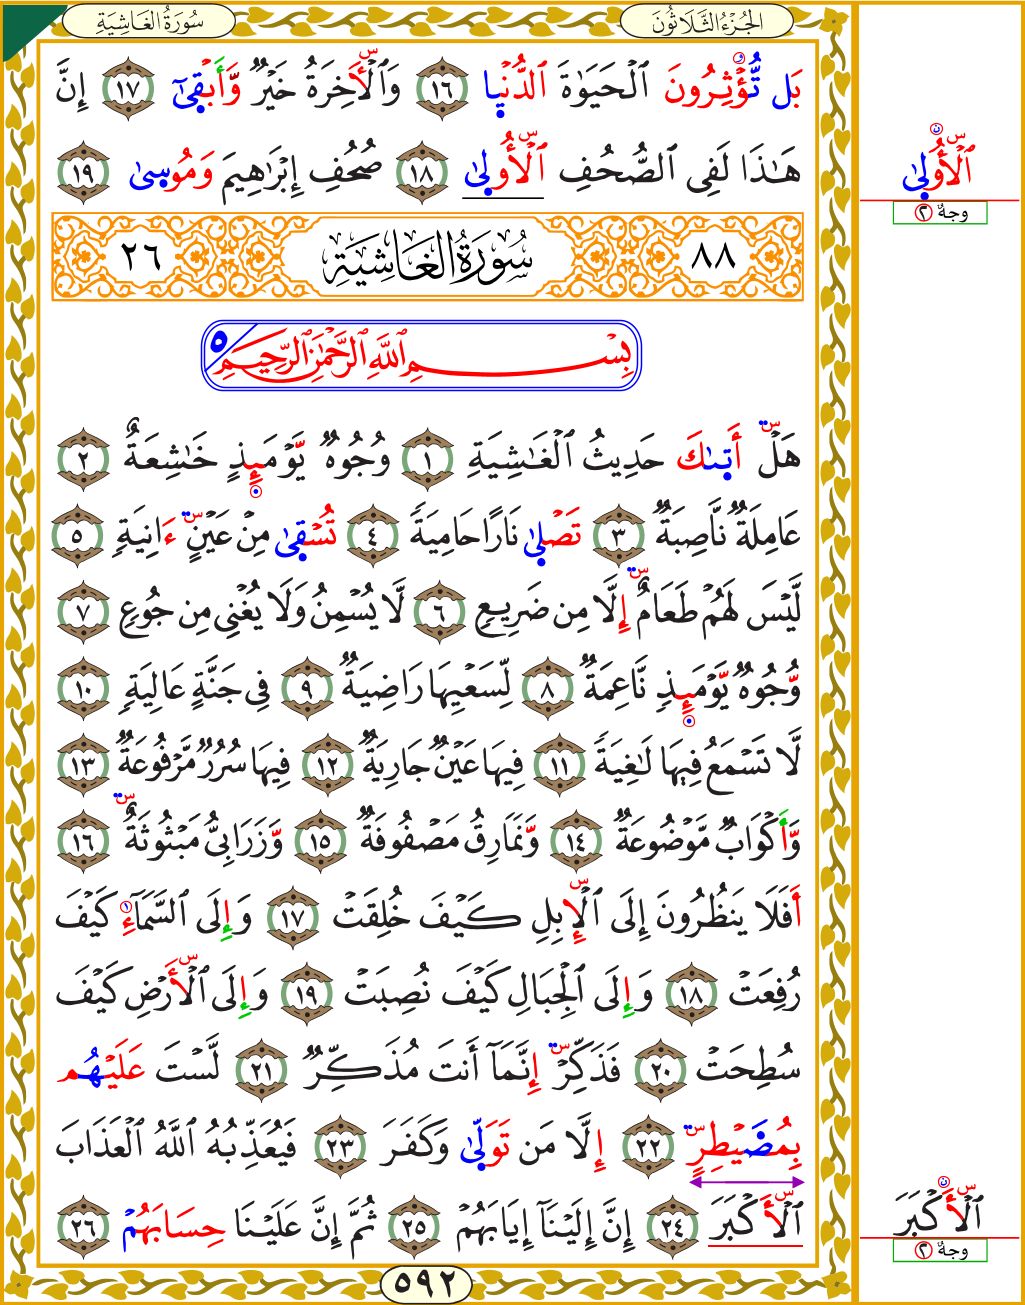 سُورَةُ الغَاشِيَةِ
الجُزْءُ الثَّلَاثُونَ
بَل تُّؤۡثِرُونَ ٱلۡحَيَوٰةَ ٱلدُّنۡيٜا ١٦ وَٱلۡأٓخِرَةُ خَيۡرٞ وَّأَبۡقٜىٰٓ ١٧ إِنَّ
هَٰذَا لَفِي ٱلصُّحُفِ ٱلۡأُولٜىٰ ١٨ صُحُفِ إِبۡرَٰهِيمَ وَمُوسٜىٰ ١٩
٨٨ سُورَةُ الغَاشِيَةِ ٢٦
بِسۡمِ ٱللَّهِ ٱلرَّحۡمَٰنِ ٱلرَّحِيمِ ٥
هَلۡ أَتٜىٰكَ حَدِيثُ ٱلۡغَٰشِيَةِ ١ وُجُوهٞ يَّوۡمَئِذٍ خَٰشِعَةٌ ٢
عَامِلَةٞ نَّاصِبَةٞ ٣ تَصۡلٜىٰ نَارًا حَامِيَةٗ ٤ تُسۡقٜىٰ مِنۡ عَيۡنٍ ءَانِيَةٖ ٥
لَّيۡسَ لَهُمۡ طَعَامٌ إِلَّا مِن ضَرِيعٖ ٦ لَّا يُسۡمِنُ وَلَا يُغۡنِي مِن جُوعٖ ٧
وُّجُوهٞ يَّوۡمَئِذٖ نَّاعِمَةٞ ٨ لِّسَعۡيِهَا رَاضِيَةٞ ٩ فِي جَنَّةٍ عَالِيَةٖ ١٠
لَّا تَسۡمَعُ فِيهَا لَٰغِيَةٗ ١١ فِيهَا عَيۡنٞ جَارِيَةٞ ١٢ فِيهَا سُرُرٞ مَّرۡفُوعَةٞ ١٣
وَّأَكۡوَابٞ مَّوۡضُوعَةٞ ١٤ وَّنَمَارِقُ مَصۡفُوفَةٞ ١٥ وَّزَرَابِيُّ مَبۡثُوثَةٌ ١٦
أَفَلَا يَنظُرُونَ إِلَى ٱلۡإِبِلِ كَيۡفَ خُلِقَتۡ ١٧ وَإِلَى ٱلسَّمَآءِ كَيۡفَ
رُفِعَتۡ ١٨ وَإِلَى ٱلۡجِبَالِ كَيۡفَ نُصِبَتۡ ١٩ وَإِلَى ٱلۡأَرۡضِ كَيۡفَ
سُطِحَتۡ ٢٠ فَذَكِّرۡ إِنَّمَآ أَنتَ مُذَكِّرٞ ٢١ لَّسۡتَ عَلَيۡهُم
بِمُصَۜيۡطِرٍ ٢٢ إِلَّا مَن تَوَلّٜىٰ وَكَفَرَ ٢٣ فَيُعَذِّبُهُ ٱللَّهُ ٱلۡعَذَابَ
ٱلۡأَكۡبَرَ ٢٤ إِنَّ إِلَيۡنَآ إِيَابَهُمۡ ٢٥ ثُمَّ إِنَّ عَلَيۡنَا حِسَابَهُم ٢٦
٥٩٢
ٱلۡأُولٜىٰ
وجهٌ ٢
ٱلۡأَكۡبَرَ
وجهٌ ٢